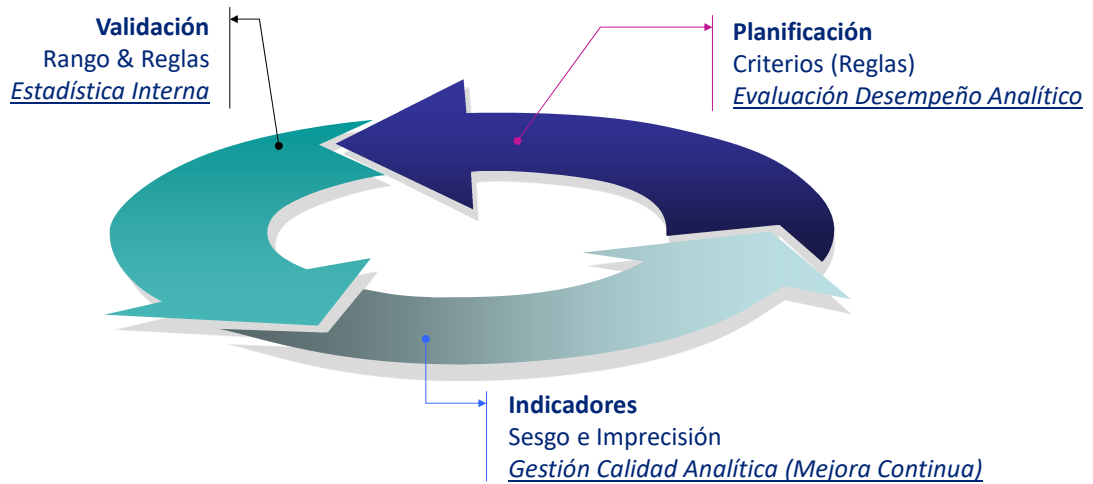 Validación
Rango & Reglas
Estadística Interna
Planificación
Criterios (Reglas)
Evaluación Desempeño Analítico
Indicadores
Sesgo e Imprecisión
Gestión Calidad Analítica (Mejora Continua)